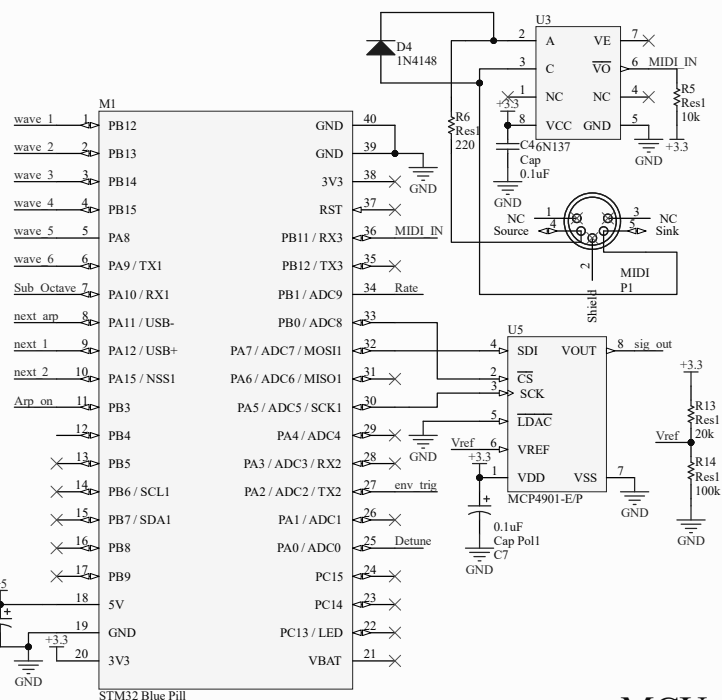 M1
wave_1 1 PB12
wave_2 2 PB13
wave_3 3 PB14
wave_4 4 PB15
wave_5 5 PA8
wave_6 6 PA9 / TX1
Sub_Octave 7 PA10 / RX1
next_arp 8 PA11 / USB-
next_1 9 PA12 / USB+
next_2 10 PA15 / NSS1
Arp_on 11 PB3
12 PB4
13 PB5
14 PB6 / SCL1
15 PB7 / SDA1
16 PB8
17 PB9
18 5V
19 GND
20 3V3
+3.3
GND
5
+
GND 40
GND 39
GND
3V3 38
RST 37
PB11 / RX3 36 MIDI_IN
PB12 / TX3 35
PB1 / ADC9 34 Rate
PB0 / ADC8 33
PA7 / ADC7 / MOSI1 32
PA6 / ADC6 / MISO1 31
PA5 / ADC5 / SCK1 30
PA4 / ADC4 29
PA3 / ADC3 / RX2 28
PA2 / ADC2 / TX2 27 env_trig
PA1 / ADC1 26
PA0 / ADC0 25 Detune
PC15 24
PC14 23
PC13 / LED 22
VBAT 21
STM32 Blue Pill
D4
1N4148
U3
2 A VE 7
3 C VO 6 MIDI_IN
1 NC NC 4
8 VCC GND 5
6N137
+3.3
C4
Cap
0.1uF
GND
R6
Res1
220
R5
Res1
10k
+3.3
GND
NC 1
Source 4
3 NC
5 Sink
2
Shield
MIDI
P1
U5
4 SDI VOUT 8 sig_out
2 CS
3 SCK
5 LDAC
GND
Vref 6 VREF
+3.3
1 VDD VSS 7
MCP4901-E/P
GND
+
0.1uF
Cap Pol1
C7
GND
+3.3
R13
Res1
20k
Vref
R14
Res1
100k
GND